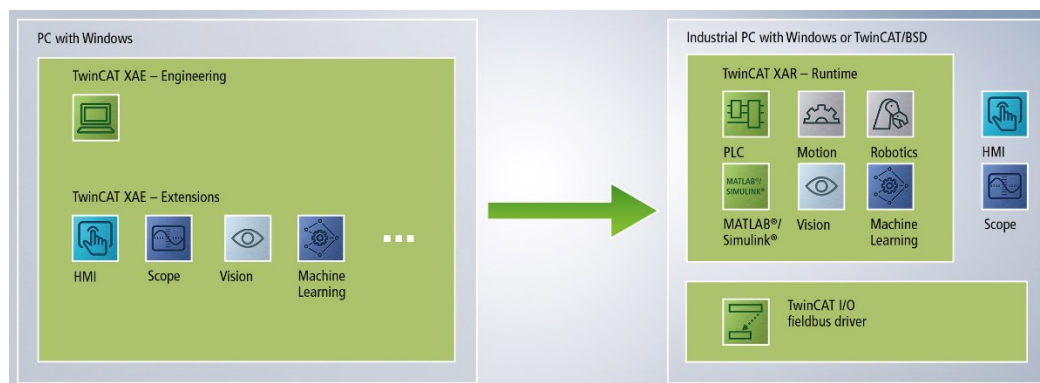 PC with Windows
TwinCAT XAE – Engineering
TwinCAT XAE – Extensions
HMI
Scope
Vision
Machine
Learning
Industrial PC with Windows or TwinCAT/BSD
TwinCAT XAR – Runtime
PLC
Motion
Robotics
HMI
MATLAB®/
SIMULINK®
MATLAB®/
Simulink®
Vision
Machine
Learning
Scope
TwinCAT I/O
fieldbus driver